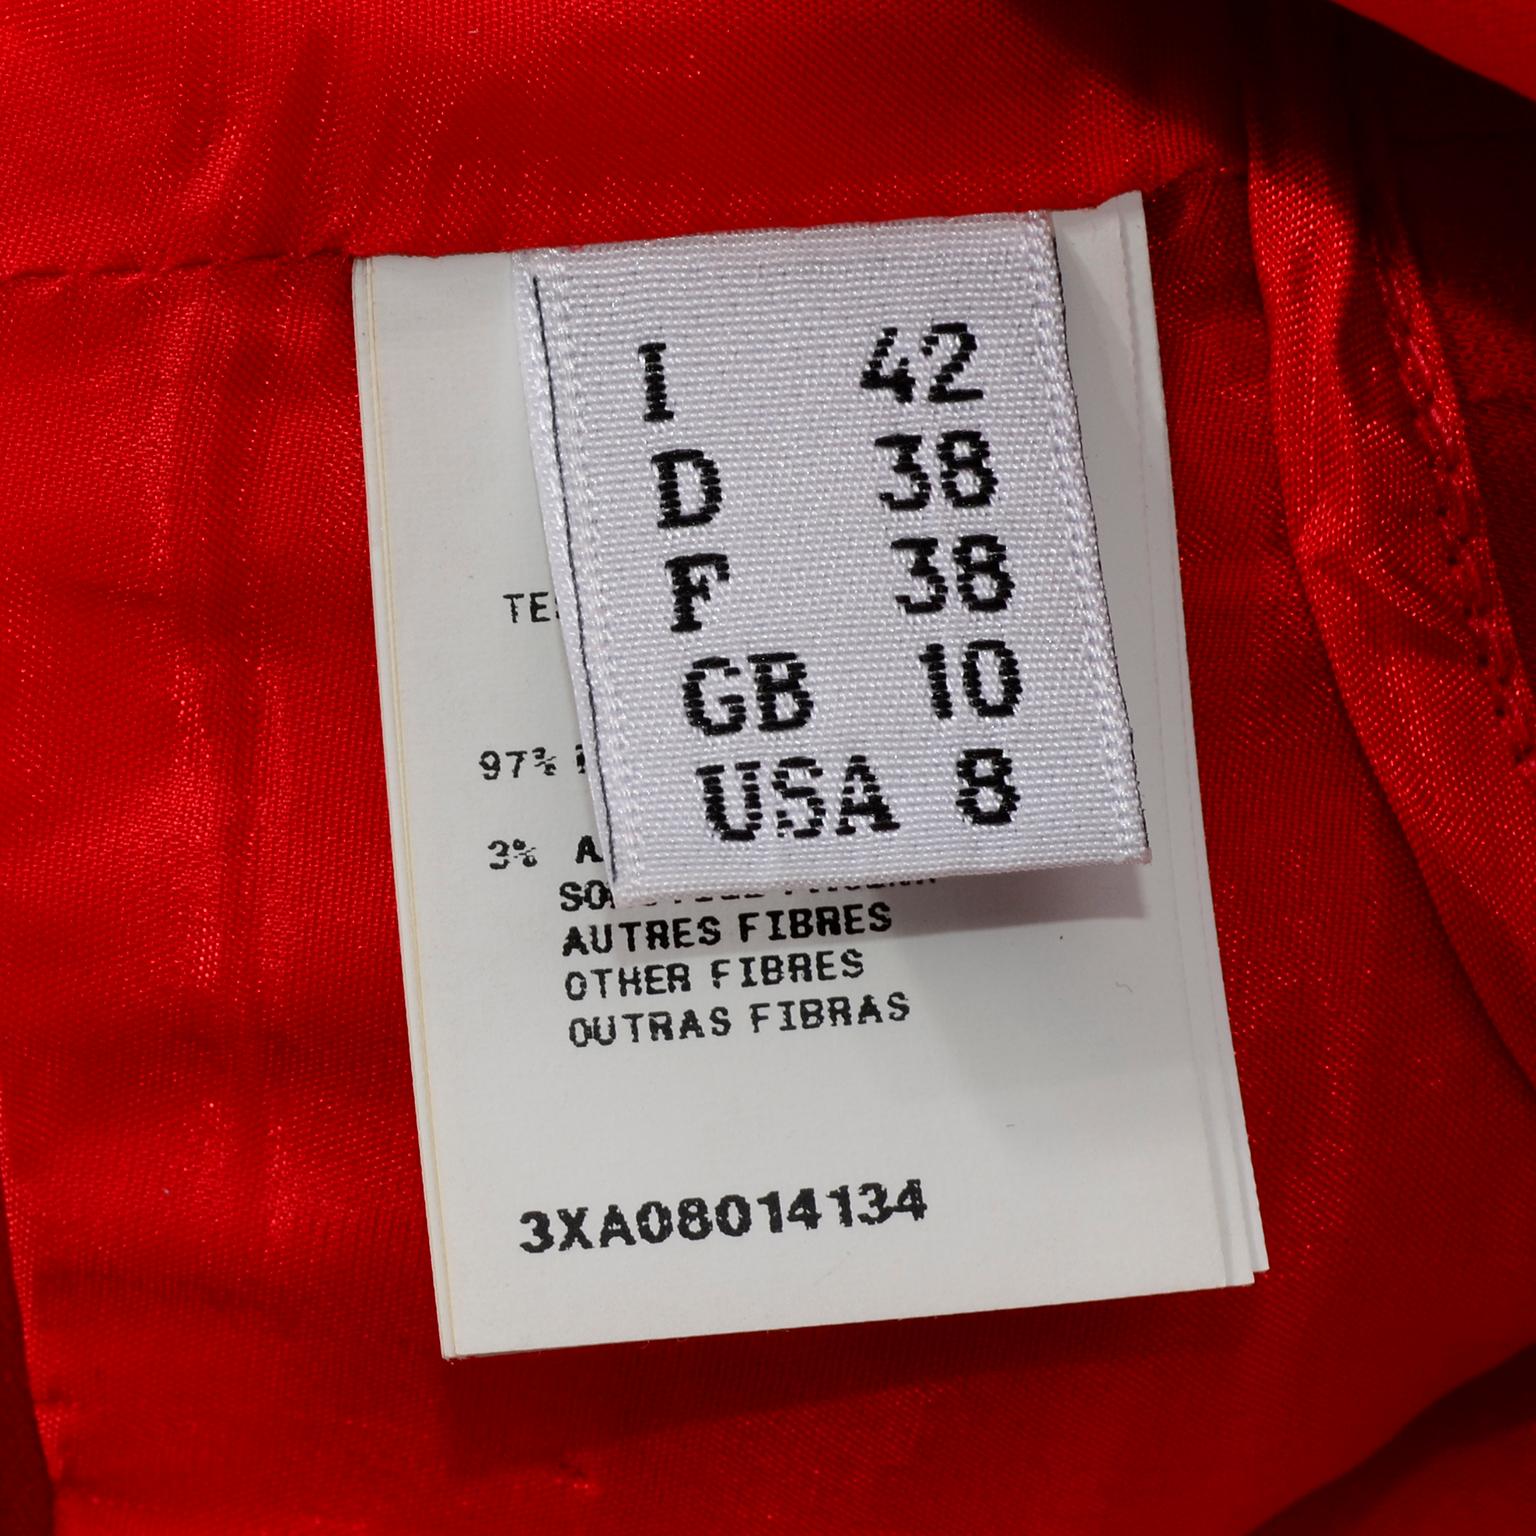 I 42
D 38
F 38
GB 10
USA 8
97%
3%
AUTRES FIBRES
OTHER FIBRES
OUTRAS FIBRAS
3XA08014134